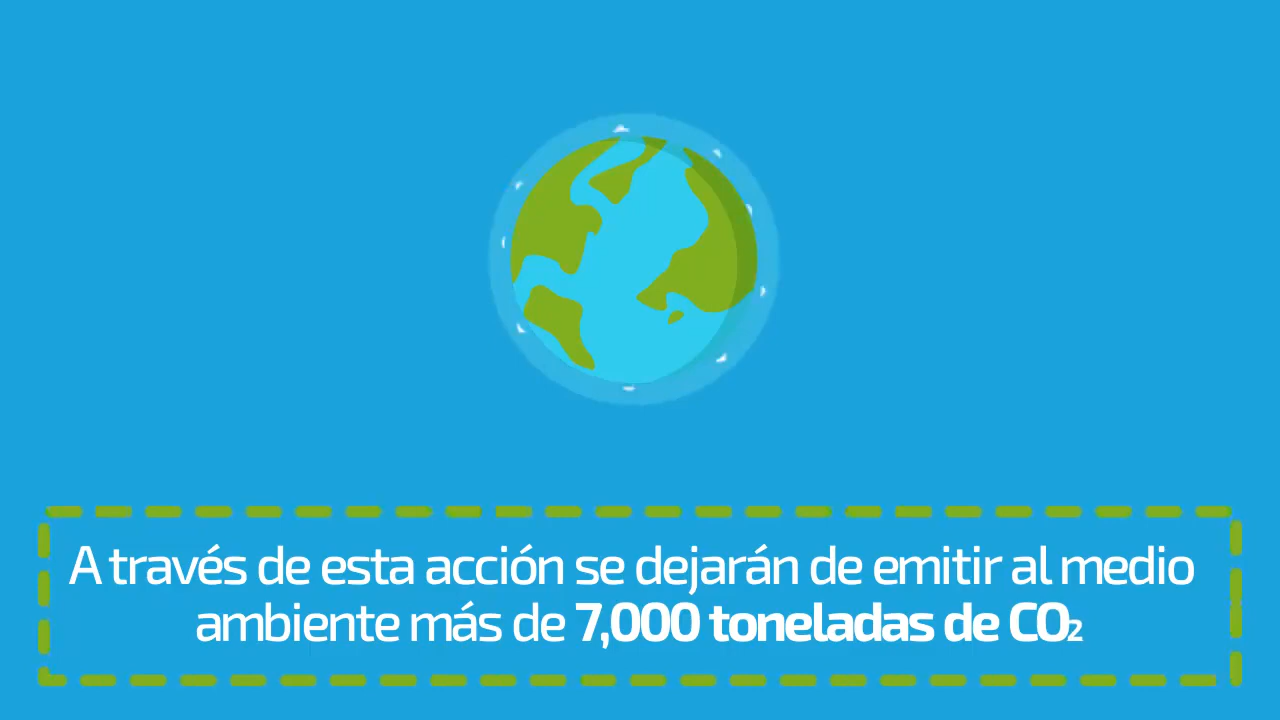 A través de esta acción se dejarán de emitir al medio
ambiente más de 7,000 toneladas de CO₂